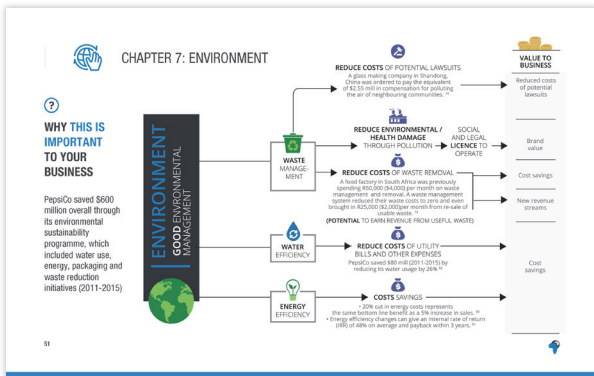 CHAPTER 7: ENVIRONMENT
?
WHY THIS IS
IMPORTANT
TO YOUR
BUSINESS
PepsiCo saved $600
million overall through
its environmental
sustainability
programme, which
included water use,
energy, packaging and
waste reduction
initiatives (2011-2015)
ENVIRONMENT
GOOD ENVIRONMENTAL
MANAGEMENT
WASTE
MANAGE-
MENT
WATER
EFFICIENCY
ENERGY
EFFICIENCY
REDUCE COSTS OF POTENTIAL LAWSUITS
A glass making company in Shandong,
China was ordered to pay the equivalent
of $2.55 mill in compensation for polluting
the air of neighbouring communities.
REDUCE ENVIRONMENTAL /
HEALTH DAMAGE
THROUGH POLLUTION
SOCIAL
AND LEGAL
LICENCE TO
OPERATE
$
REDUCE COSTS OF WASTE REMOVAL
A food factory in South Africa was previously
spending R50,000 ($4,000) per month on waste
management and removal. A waste management
system reduced their waste costs to zero and even
brought in R25,000 ($2,000)per month from re-sale of
usable waste.
(POTENTIAL TO EARN REVENUE FROM USEFUL WASTE)
$
REDUCE COSTS OF UTILITY
BILLS AND OTHER EXPENSES
PepsiCo saved $80 mill (2011-2015) by
reducing its water usage by 26%
$
COSTS SAVINGS
• 20% cut in energy costs represents
the same bottom line benefit as a 5% increase in sales.
• Energy efficiency changes can give an internal rate of return
(IRR) of 48% on average and payback within 3 years.
VALUE TO
BUSINESS
Reduced costs
of potential
lawsuits
Brand
value
Cost savings
New revenue
streams
Cost
savings
51